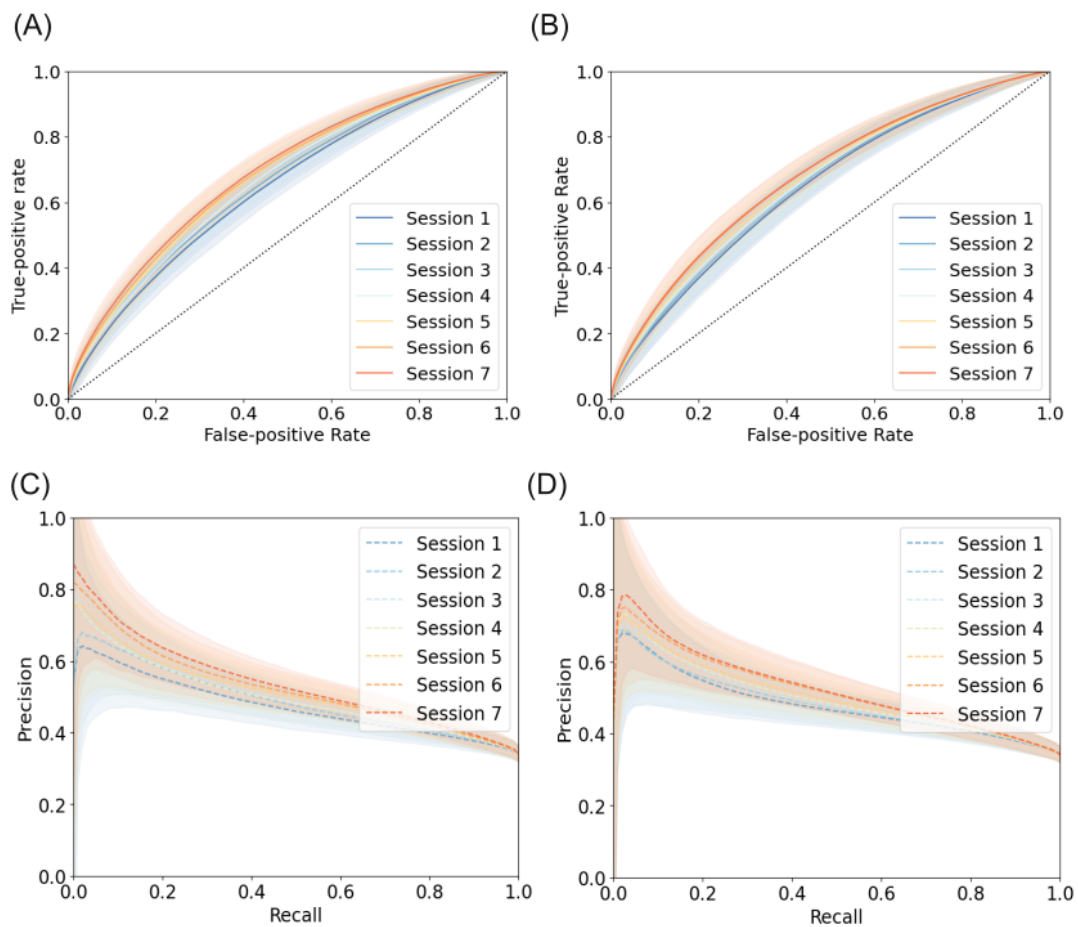 (A)
1.0
0.8
0.6
0.4
0.2
0.0
True-positive rate
Session 1
Session 2
Session 3
Session 4
Session 5
Session 6
Session 7
0.0 0.2 0.4 0.6 0.8 1.0
False-positive Rate
(B)
1.0
0.8
0.6
0.4
0.2
0.0
True-positive Rate
Session 1
Session 2
Session 3
Session 4
Session 5
Session 6
Session 7
0.0 0.2 0.4 0.6 0.8 1.0
False-positive Rate
(C)
1.0
0.8
0.6
0.4
0.2
0.0
Precision
Session 1
Session 2
Session 3
Session 4
Session 5
Session 6
Session 7
0.0 0.2 0.4 0.6 0.8 1.0
Recall
(D)
1.0
0.8
0.6
0.4
0.2
0.0
Precision
Session 1
Session 2
Session 3
Session 4
Session 5
Session 6
Session 7
0.0 0.2 0.4 0.6 0.8 1.0
Recall